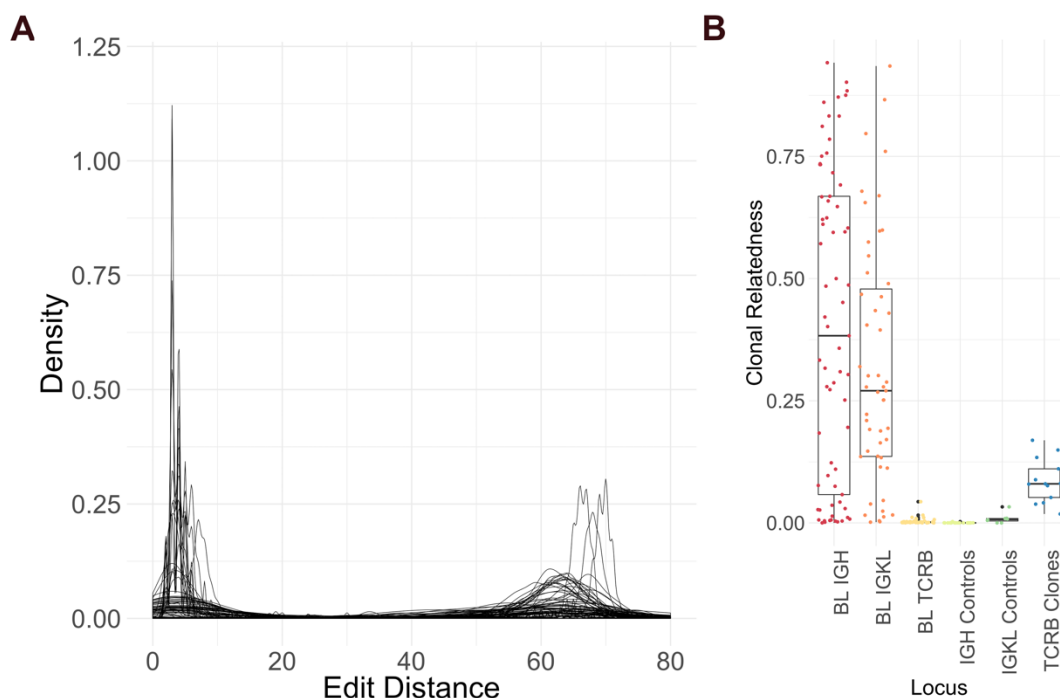 A
1.25
1.00
0.75
0.50
0.25
0.00
Density
0
20
40
60
80
Edit Distance
B
0.75
0.50
0.25
0.00
Clonal Relatedness
BL IGH
BL IGKL
BL TCRB
IGH Controls
IGKL Controls
TCRB Clones
Locus